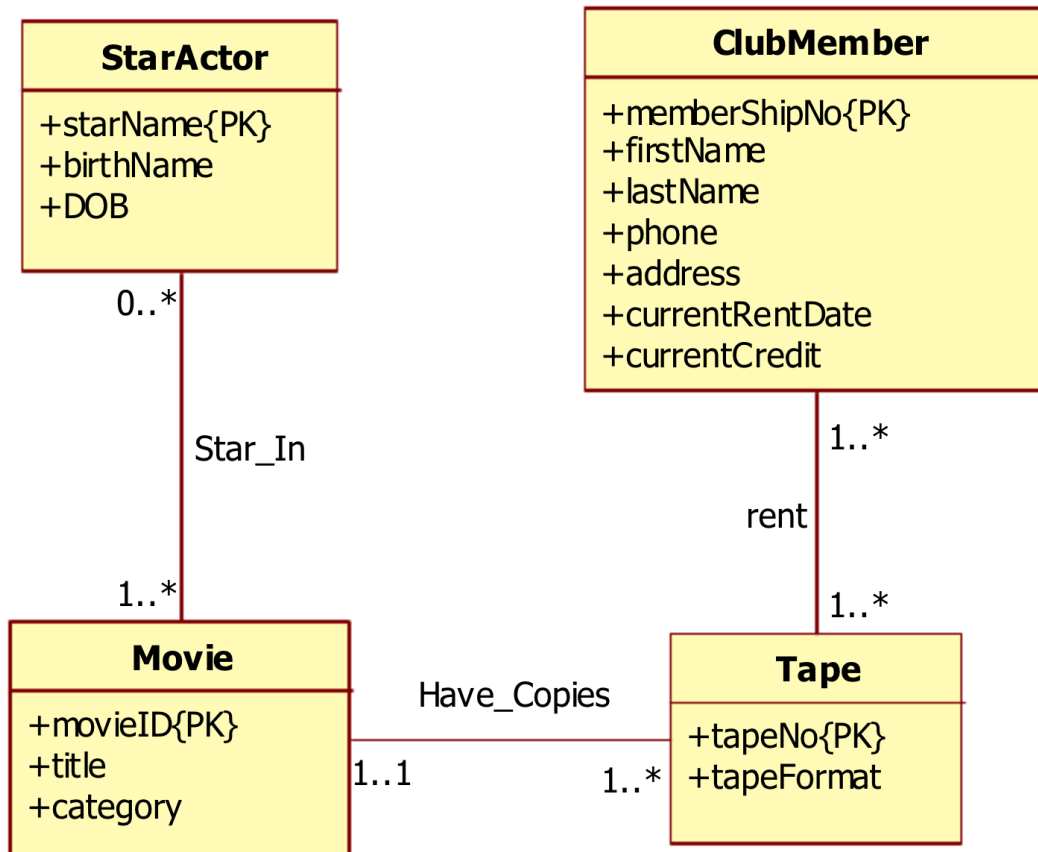 StarActor
+starName{PK}
+birthName
+DOB
ClubMember
+memberShipNo{PK}
+firstName
+lastName
+phone
+address
+currentRentDate
+currentCredit
0..*
Star_In
1..*
1..*
rent
1..*
Movie
+movieID{PK}
+title
+category
Have_Copies
1..1
1..*
Tape
+tapeNo{PK}
+tapeFormat